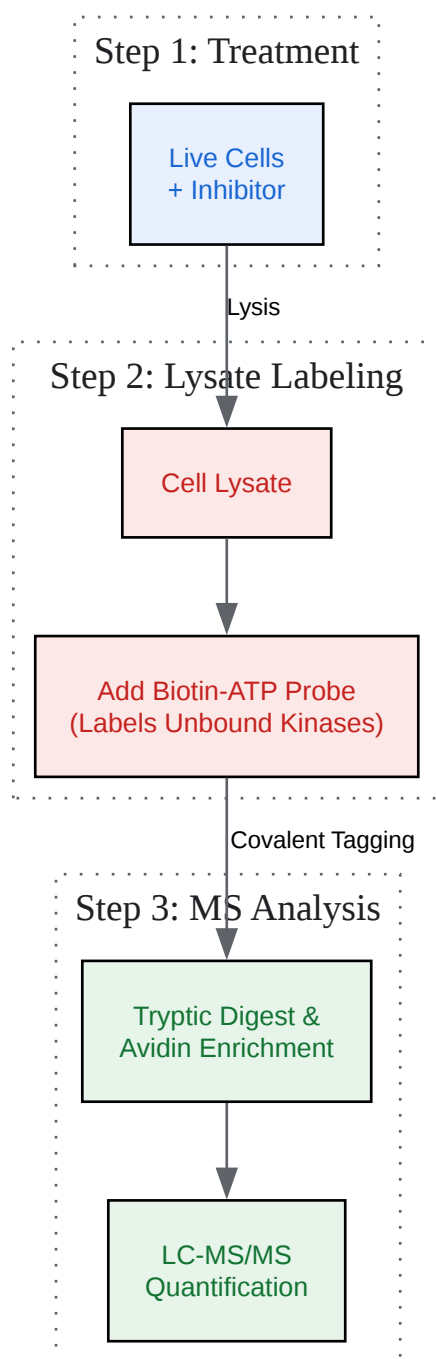 Step 1: Treatment
Live Cells
+ Inhibitor
Lysis
Step 2: Lysate Labeling
Cell Lysate
Add Biotin-ATP Probe
(Labels Unbound Kinases)
Covalent Tagging
Step 3: MS Analysis
Tryptic Digest &
Avidin Enrichment
LC-MS/MS
Quantification